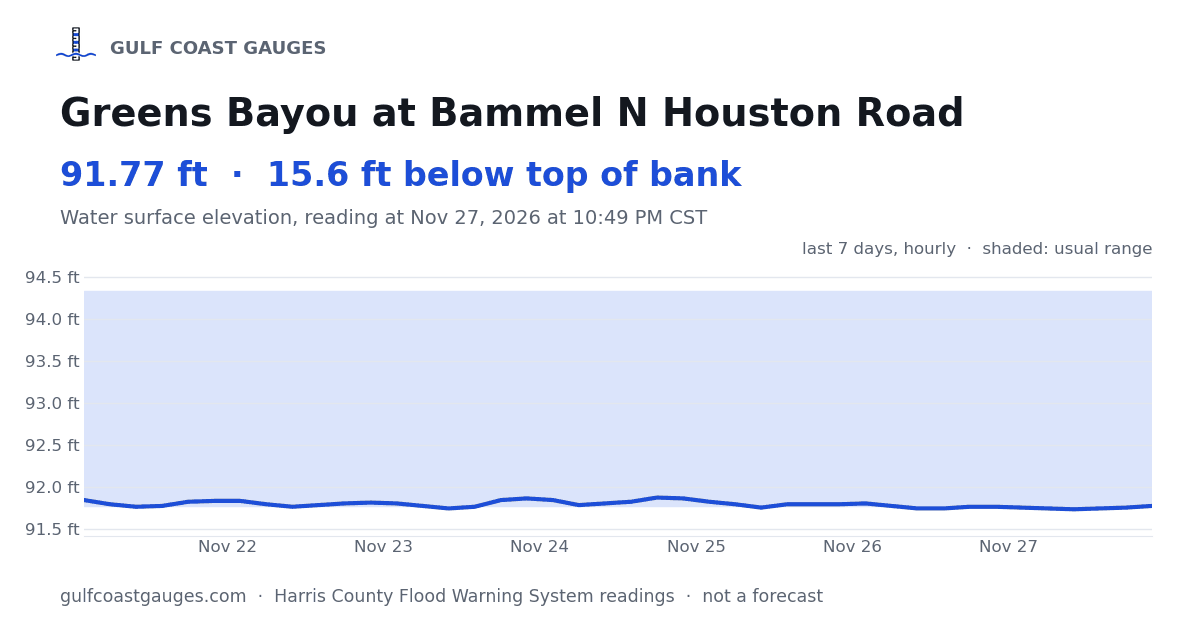 GULF COAST GAUGES
Greens Bayou at Bammel N Houston Road
91.77 ft · 15.6 ft below top of bank
Water surface elevation, reading at Nov 27, 2026 at 10:49 PM CST
last 7 days, hourly · shaded: usual range
94.5 ft
94.0 ft
93.5 ft
93.0 ft
92.5 ft
92.0 ft
91.5 ft
Nov 22 Nov 23 Nov 24 Nov 25 Nov 26 Nov 27
gulfcoastgauges.com · Harris County Flood Warning System readings · not a forecast